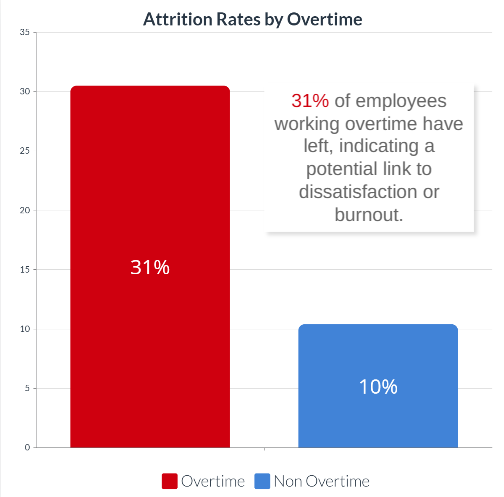 Attrition Rates by Overtime
35
30
25
20
15
10
5
0
31% of employees
working overtime have
left, indicating a
potential link to
dissatisfaction or
burnout.
31%
10%
Overtime Non Overtime